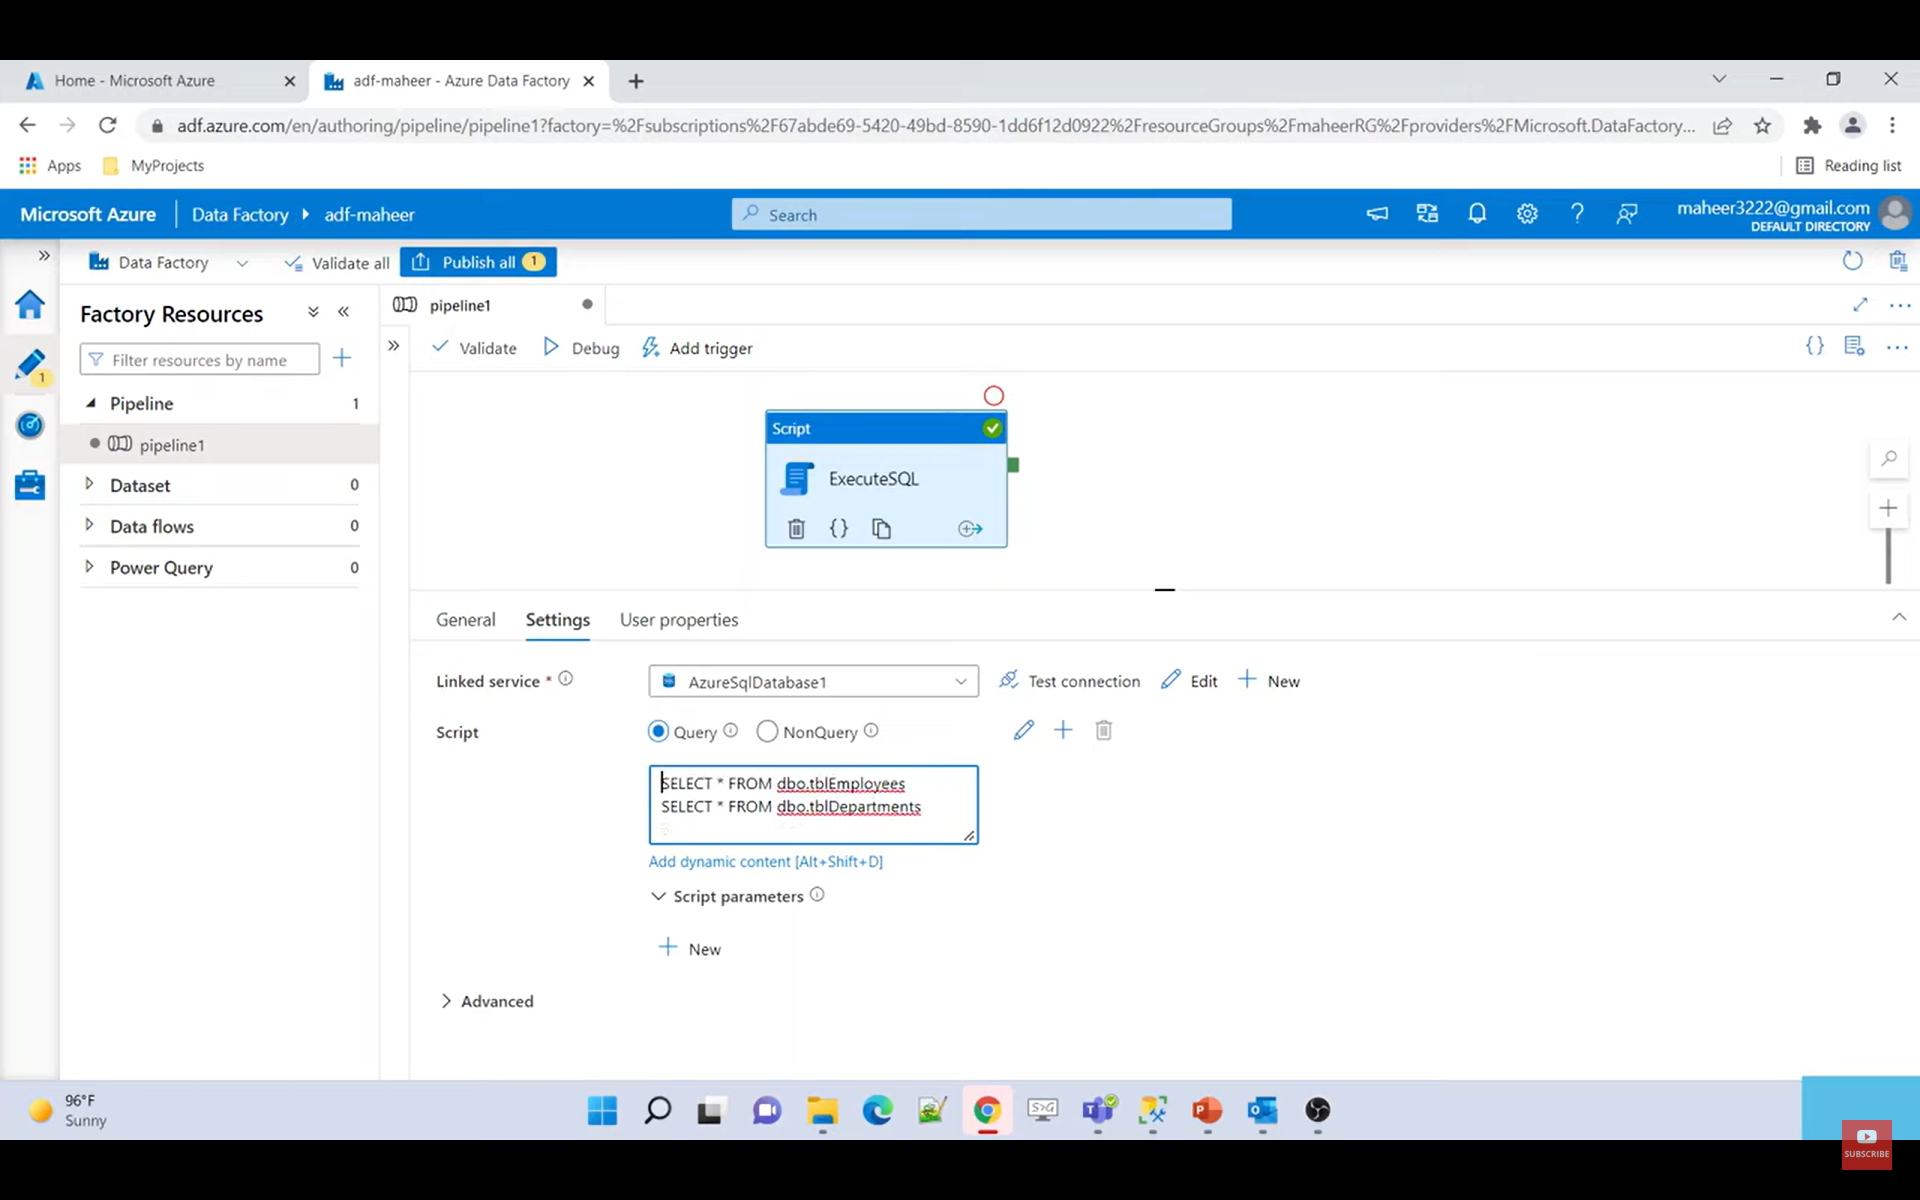 Home - Microsoft Azure
adf-maheer - Azure Data Factory
adf.azure.com/en/authoring/pipeline/pipeline1?factory=%2Fsubscriptions%2F67abde69-5420-49bd-8590-1dd6f12d0922%2FresourceGroups%2FmaheerRG%2Fproviders%2FMicrosoft.DataFactory...
Apps
MyProjects
Reading list
Microsoft Azure
Data Factory
adf-maheer
Search
maheer3222@gmail.com
DEFAULT DIRECTORY
Data Factory
Validate all
Publish all 1
Factory Resources
Filter resources by name
1
Pipeline 1
pipeline1
Dataset 0
Data flows 0
Power Query 0
pipeline1
Validate
Debug
Add trigger
Script
ExecuteSQL
General
Settings
User properties
Linked service *
AzureSqlDatabase1
Test connection
Edit
New
Script
Query
NonQuery
SELECT * FROM dbo.tblEmployees
SELECT * FROM dbo.tblDepartments
Add dynamic content [Alt+Shift+D]
Script parameters
New
Advanced
96°F
Sunny
SUBSCRIBE